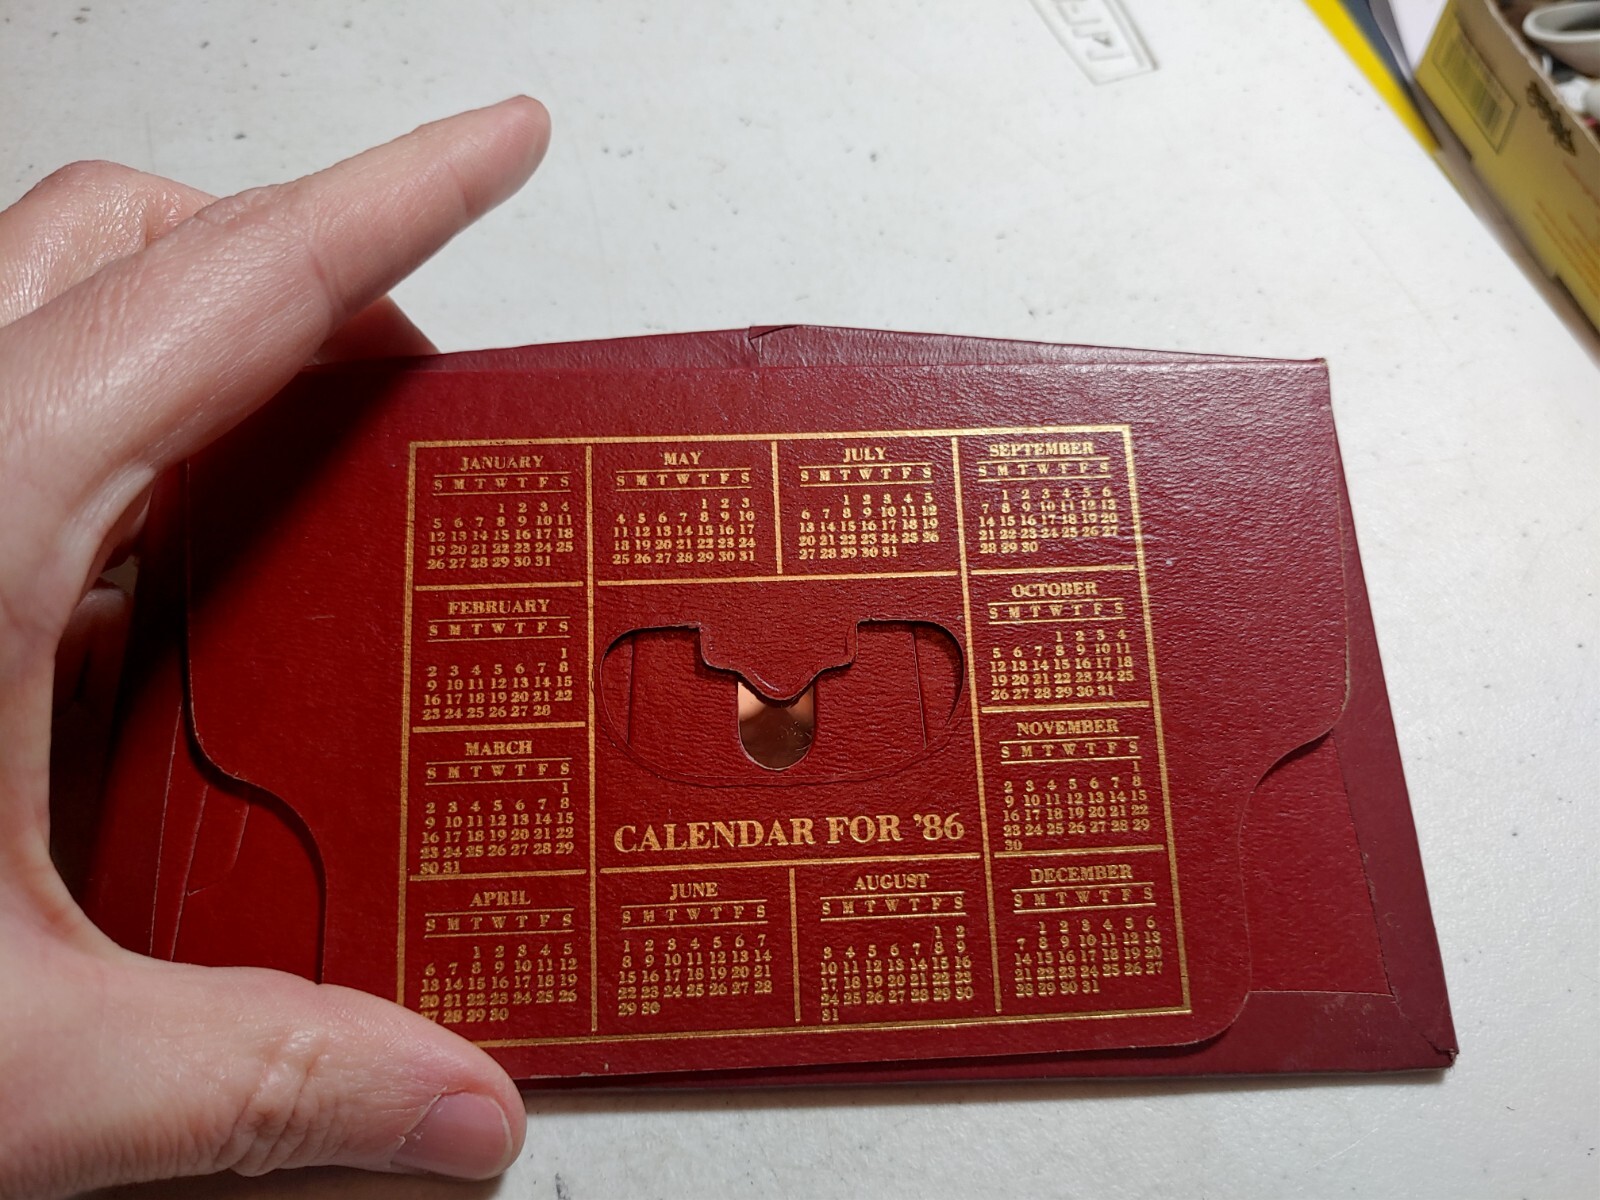 JANUARY
S M T W T F S
1 2 3 4
5 6 7 8 9 10 11
12 13 14 15 16 17 18
19 20 21 22 23 24 25
26 27 28 29 30 31
FEBRUARY
S M T W T F S
1
2 3 4 5 6 7 8
9 10 11 12 13 14 15
16 17 18 19 20 21 22
23 24 25 26 27 28
MARCH
S M T W T F S
1
2 3 4 5 6 7 8
9 10 11 12 13 14 15
16 17 18 19 20 21 22
23 24 25 26 27 28 29
30 31
APRIL
S M T W T F S
1 2 3 4 5
6 7 8 9 10 11 12
13 14 15 16 17 18 19
20 21 22 23 24 25 26
27 28 29 30
MAY
S M T W T F S
1 2 3
4 5 6 7 8 9 10
11 12 13 14 15 16 17
18 19 20 21 22 23 24
25 26 27 28 29 30 31
JULY
S M T W T F S
1 2 3 4 5
6 7 8 9 10 11 12
13 14 15 16 17 18 19
20 21 22 23 24 25 26
27 28 29 30 31
CALENDAR FOR '86
JUNE
S M T W T F S
1 2 3 4 5 6 7
8 9 10 11 12 13 14
15 16 17 18 19 20 21
22 23 24 25 26 27 28
29 30
AUGUST
S M T W T F S
1 2
3 4 5 6 7 8 9
10 11 12 13 14 15 16
17 18 19 20 21 22 23
24 25 26 27 28 29 30
31
SEPTEMBER
S M T W T F S
1 2 3 4 5 6
7 8 9 10 11 12 13
14 15 16 17 18 19 20
21 22 23 24 25 26 27
28 29 30
OCTOBER
S M T W T F S
1 2 3 4
5 6 7 8 9 10 11
12 13 14 15 16 17 18
19 20 21 22 23 24 25
26 27 28 29 30 31
NOVEMBER
S M T W T F S
1
2 3 4 5 6 7 8
9 10 11 12 13 14 15
16 17 18 19 20 21 22
23 24 25 26 27 28 29
30
DECEMBER
S M T W T F S
1 2 3 4 5 6
7 8 9 10 11 12 13
14 15 16 17 18 19 20
21 22 23 24 25 26 27
28 29 30 31